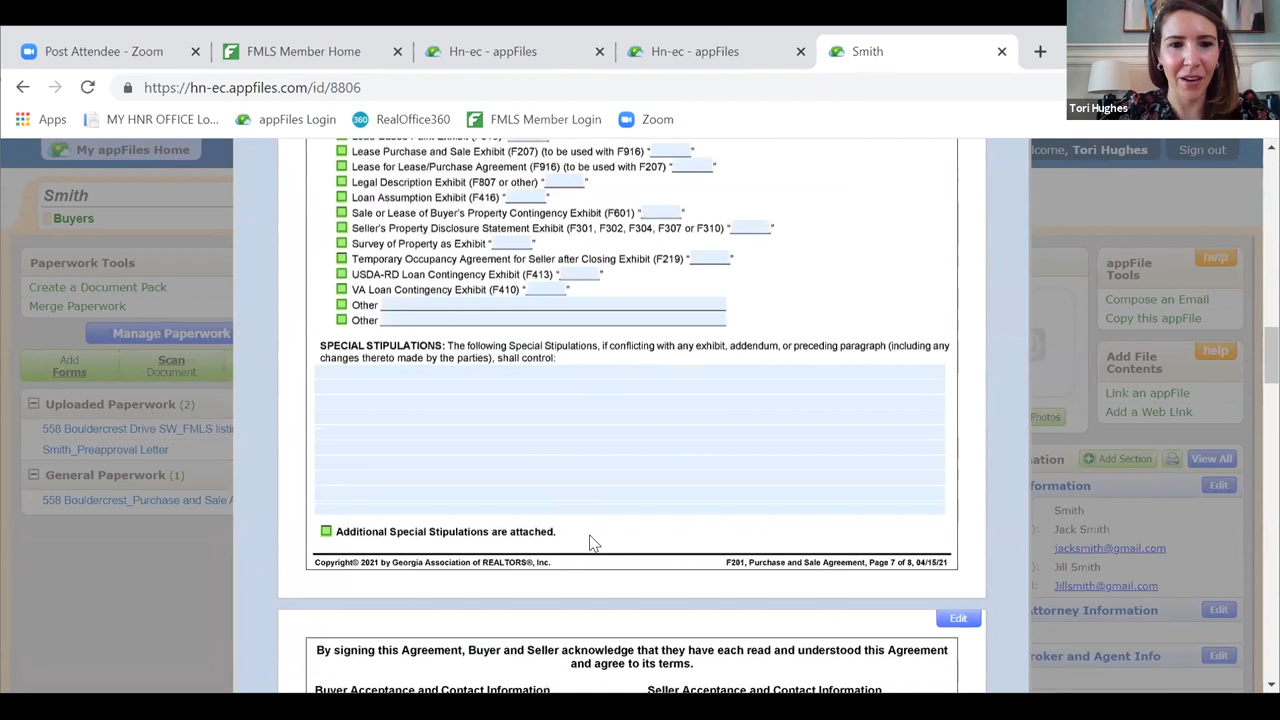 Post Attendee - Zoom
FMLS Member Home
Hn-ec - appFiles
Hn-ec - appFiles
Smith
https://hn-ec.appfiles.com/id/8806
Tori Hughes
Apps
MY HNR OFFICE Lo...
appFiles Login
RealOffice360
FMLS Member Login
Zoom
My appFiles Home
Tori Hughes
Sign out
Smith
Buyers
Paperwork Tools
Create a Document Pack
Merge Paperwork
Manage Paperwork
Add Forms
Scan Document
Uploaded Paperwork (2)
558 Bouldercrest Drive SW_FMLS listi
Smith_Preapproval Letter
General Paperwork (1)
558 Bouldercrest_Purchase and Sale A
Lease Purchase and Sale Exhibit (F207) (to be used with F916) " "
Lease for Lease/Purchase Agreement (F916) (to be used with F207) " "
Legal Description Exhibit (F807 or other) " "
Loan Assumption Exhibit (F416) " "
Sale or Lease of Buyer's Property Contingency Exhibit (F601) " "
Seller's Property Disclosure Statement Exhibit (F301, F302, F304, F307 or F310) " "
Survey of Property as Exhibit " "
Temporary Occupancy Agreement for Seller after Closing Exhibit (F219) " "
USDA-RD Loan Contingency Exhibit (F413) " "
VA Loan Contingency Exhibit (F410) " "
Other
Other
SPECIAL STIPULATIONS: The following Special Stipulations, if conflicting with any exhibit, addendum, or preceding paragraph (including any
changes thereto made by the parties), shall control:
Additional Special Stipulations are attached.
Copyright© 2021 by Georgia Association of REALTORS®, Inc.
F201, Purchase and Sale Agreement, Page 7 of 8, 04/15/21
Edit
By signing this Agreement, Buyer and Seller acknowledge that they have each read and understood this Agreement
and agree to its terms.
Buyer Acceptance and Contact Information
Seller Acceptance and Contact Information
appFile Tools
help
Compose an Email
Copy this appFile
Add File Contents
help
Link an appFile
Add a Web Link
Photos
Add Section
View All
Edit
Smith
Jack Smith
jacksmith@gmail.com
Jill Smith
Jillsmith@gmail.com
Attorney Information
Edit
roker and Agent Info
Edit